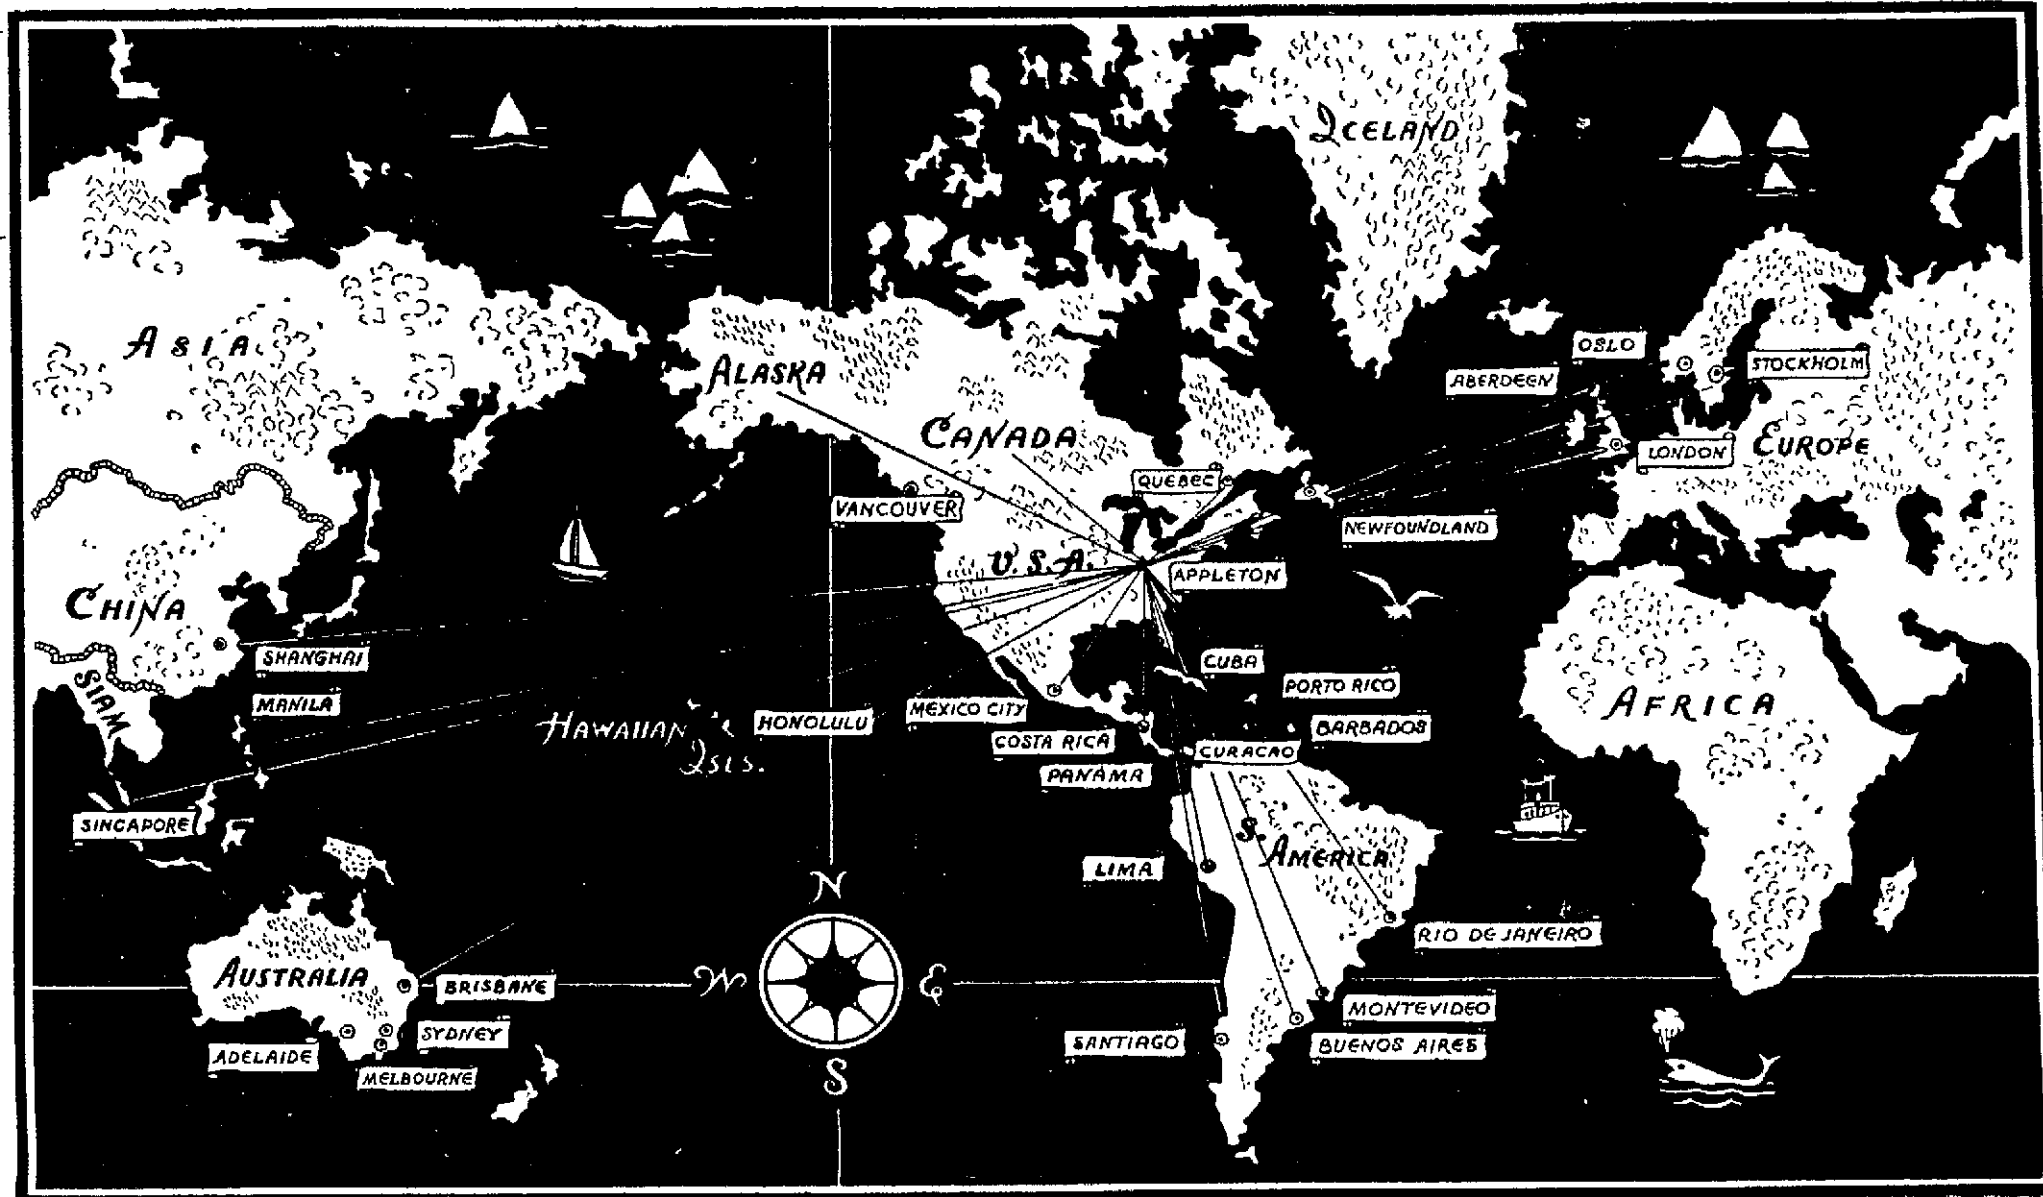 ICELAND
ASIA
ALASKA
OSLO
STOCKHOLM
ABERDEEN
CANADA
LONDON
EUROPE
QUEBEC
VANCOUVER
NEWFOUNDLAND
U.S.A.
APPLETON
CHINA
SHANGHAI
CUBA
SIAM
MANILA
PORTO RICO
AFRICA
HAWAIIAN
ISLS.
HONOLULU
MEXICO CITY
BARBADOS
COSTA RICA
CURACAO
PANAMA
SINGAPORE
S.
AMERICA
LIMA
N
RIO DE JANEIRO
AUSTRALIA
BRISBANE
W
E
MONTEVIDEO
SYDNEY
SANTIAGO
BUENOS AIRES
ADELAIDE
MELBOURNE
S